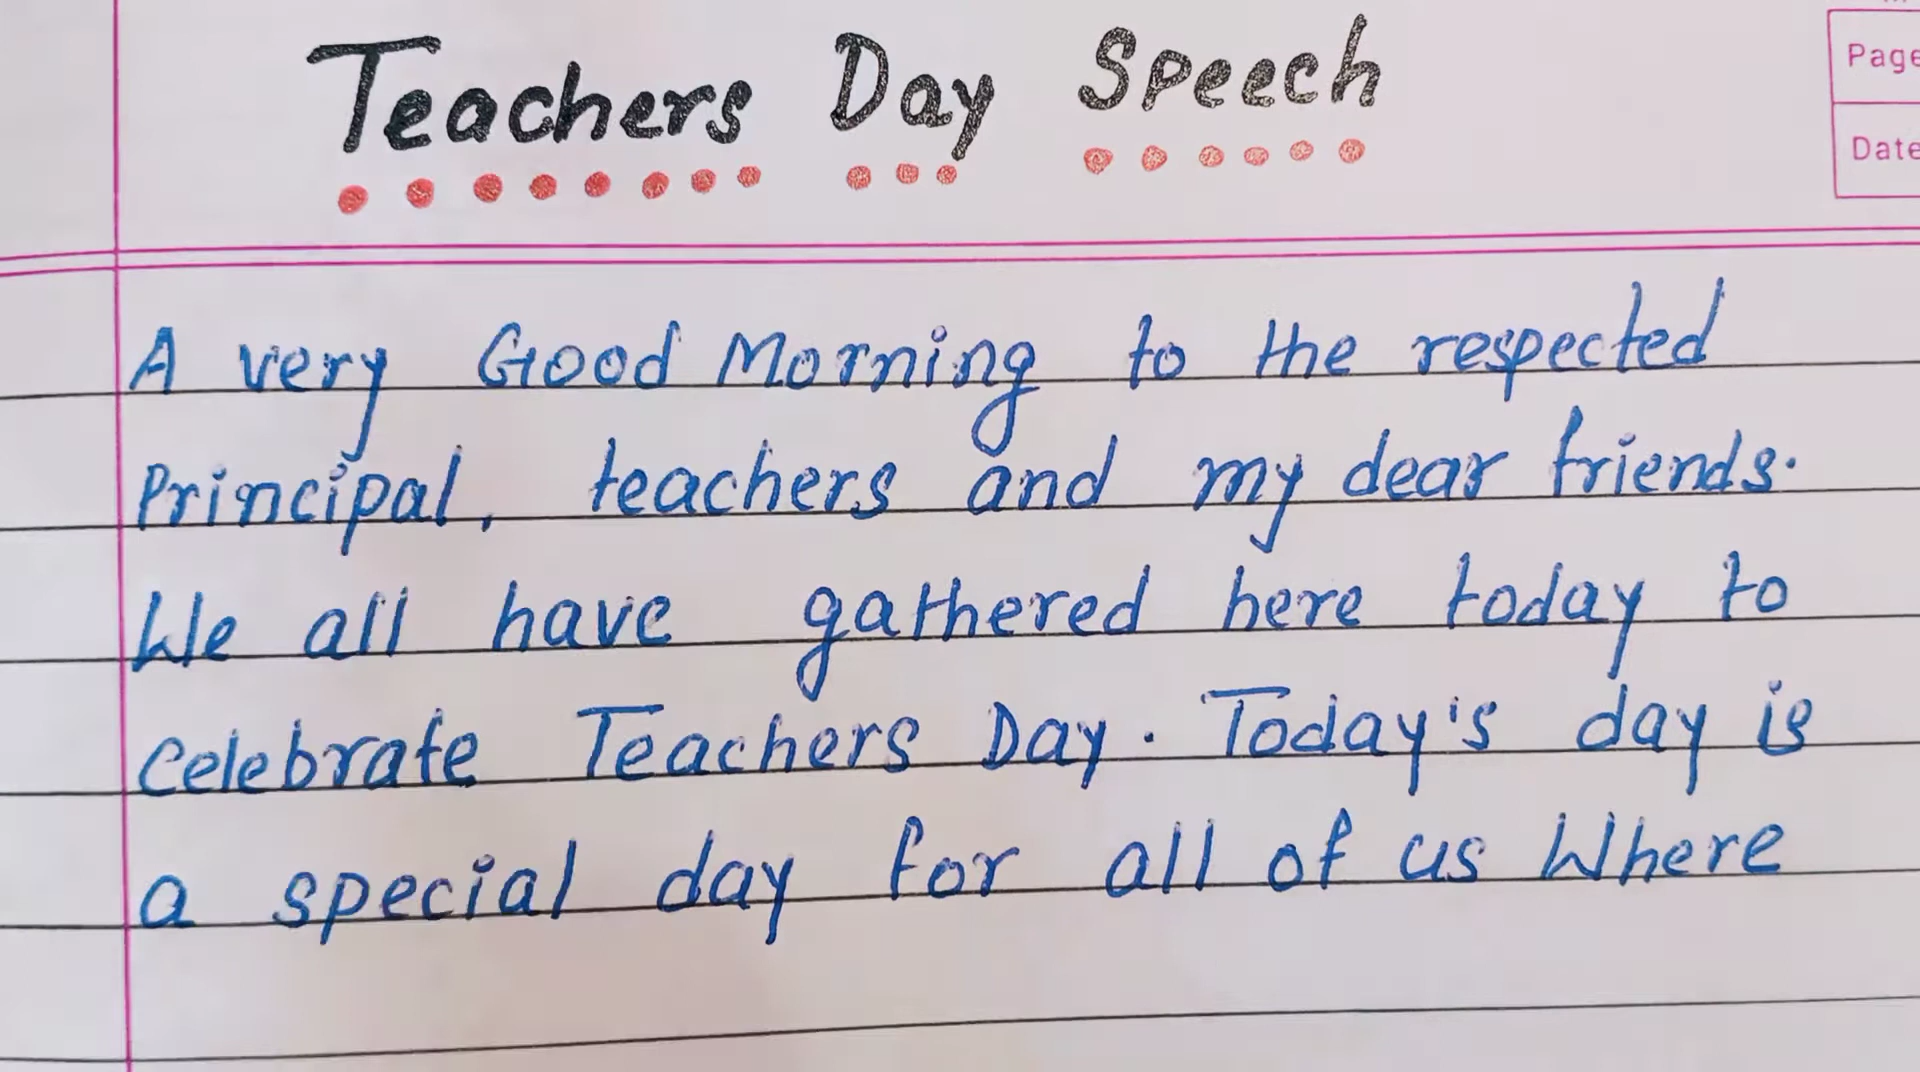 Teachers Day Speech
Page
Date
A very Good Morning to the respected
Principal, teachers and my dear friends.
We all have gathered here today to
Celebrate Teachers Day. Today's day is
a special day for all of us Where